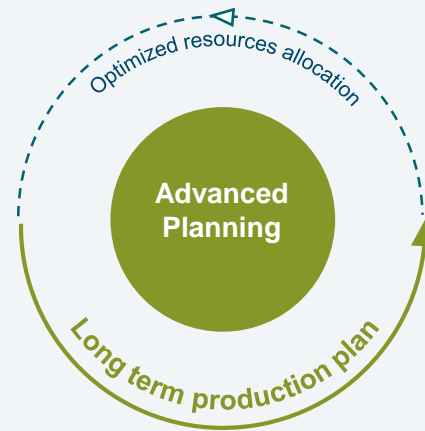 Optimized resources allocation
Advanced
Planning
Long term production plan